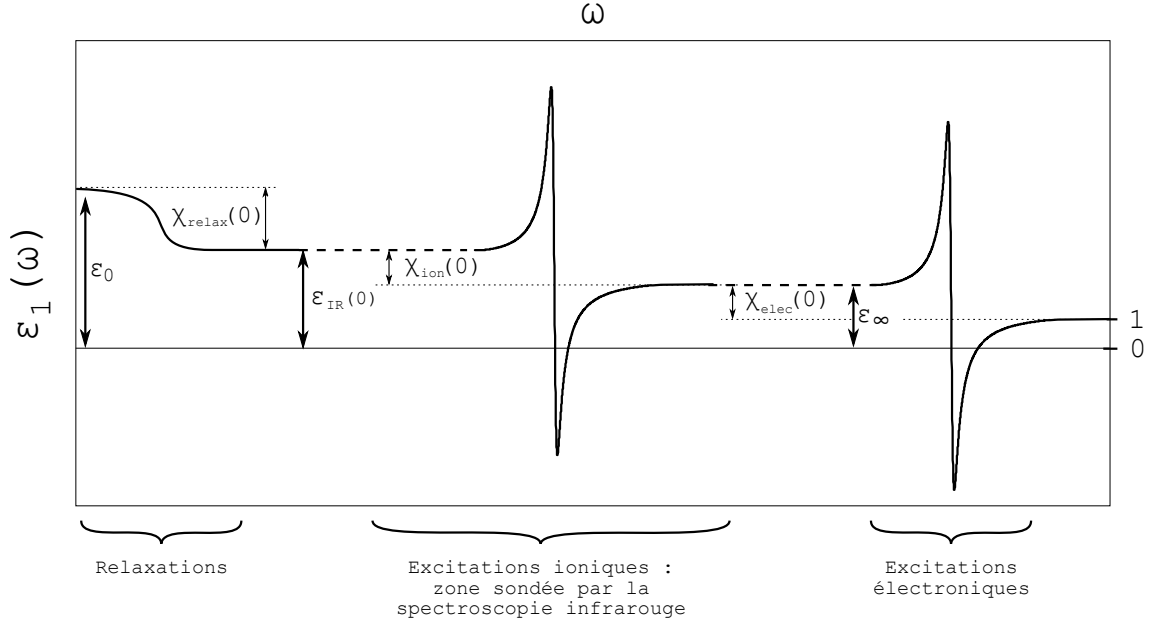 ω
ε₁(ω)
ε₀
χrelax(0)
εIR(0)
χion(0)
χelec(0)
ε∞
1
0
Relaxations
Excitations ioniques :
zone sondée par la
spectroscopie infrarouge
Excitations
électroniques